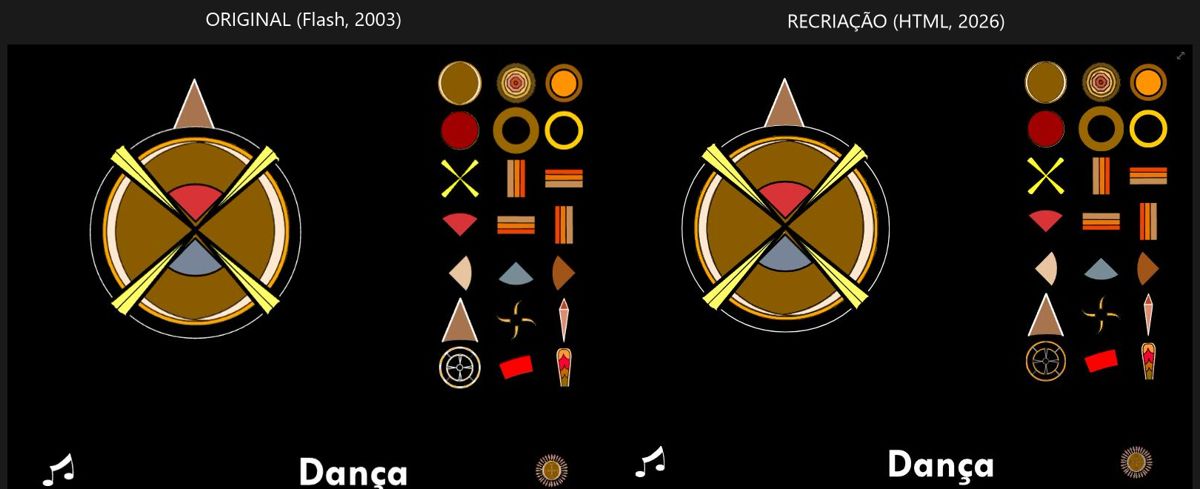 ORIGINAL (Flash, 2003)
RECRIAÇÃO (HTML, 2026)
Dança
Dança